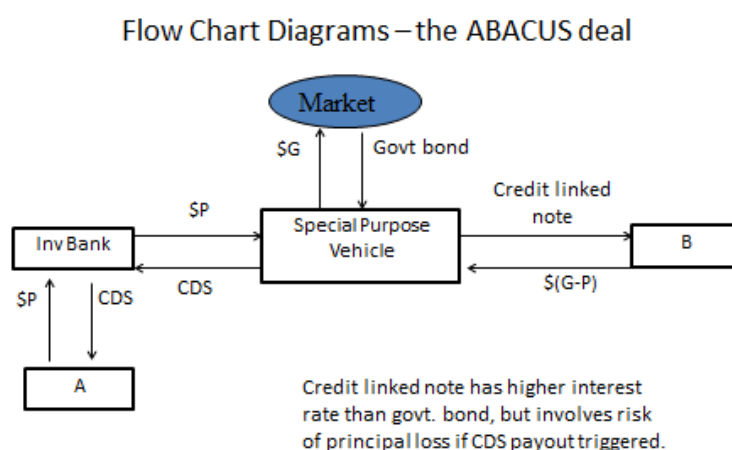 Flow Chart Diagrams – the ABACUS deal
Market
$G
Govt bond
Credit linked
note
$P
Special Purpose
Vehicle
Inv Bank
B
CDS
$(G-P)
$P
CDS
A
Credit linked note has higher interest
rate than govt. bond, but involves risk
of principal loss if CDS payout triggered.